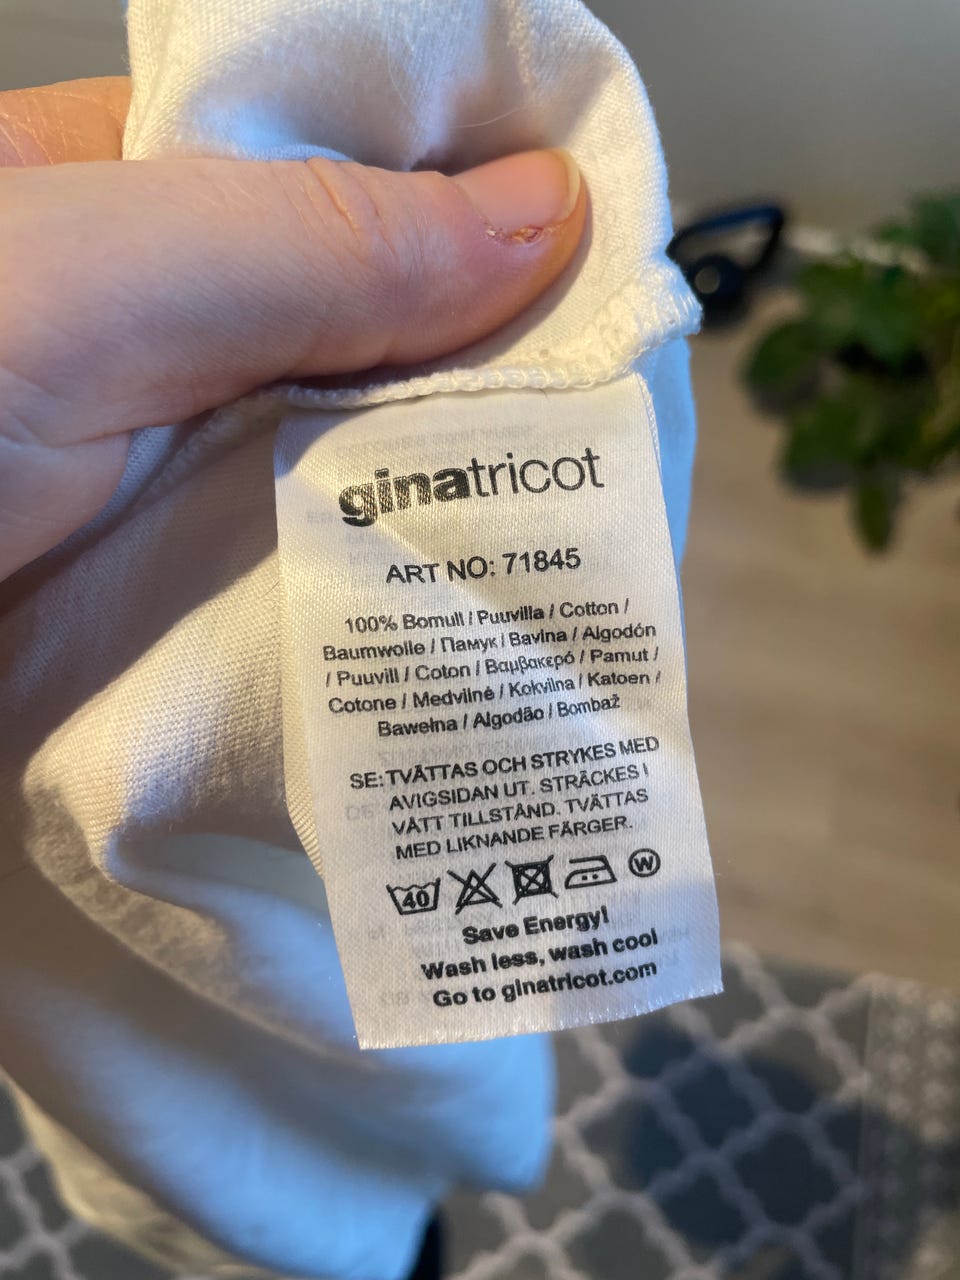 ginatricot
ART NO: 71845
100% Bomull / Puuvilla / Cotton /
Baumwolle / Памук / Bavlna / Algodón
/ Puuvill / Coton / Βαμβακερό / Pamut /
Cotone / Medvilnė / Kokvilna / Katoen /
Bawełna / Algodão / Bombaž
SE: TVÄTTAS OCH STRYKES MED
AVIGSIDAN UT. STRÄCKES I
VÅTT TILLSTÅND. TVÄTTAS
MED LIKNANDE FÄRGER.
40 W
Save Energy!
Wash less, wash cool
Go to ginatricot.com